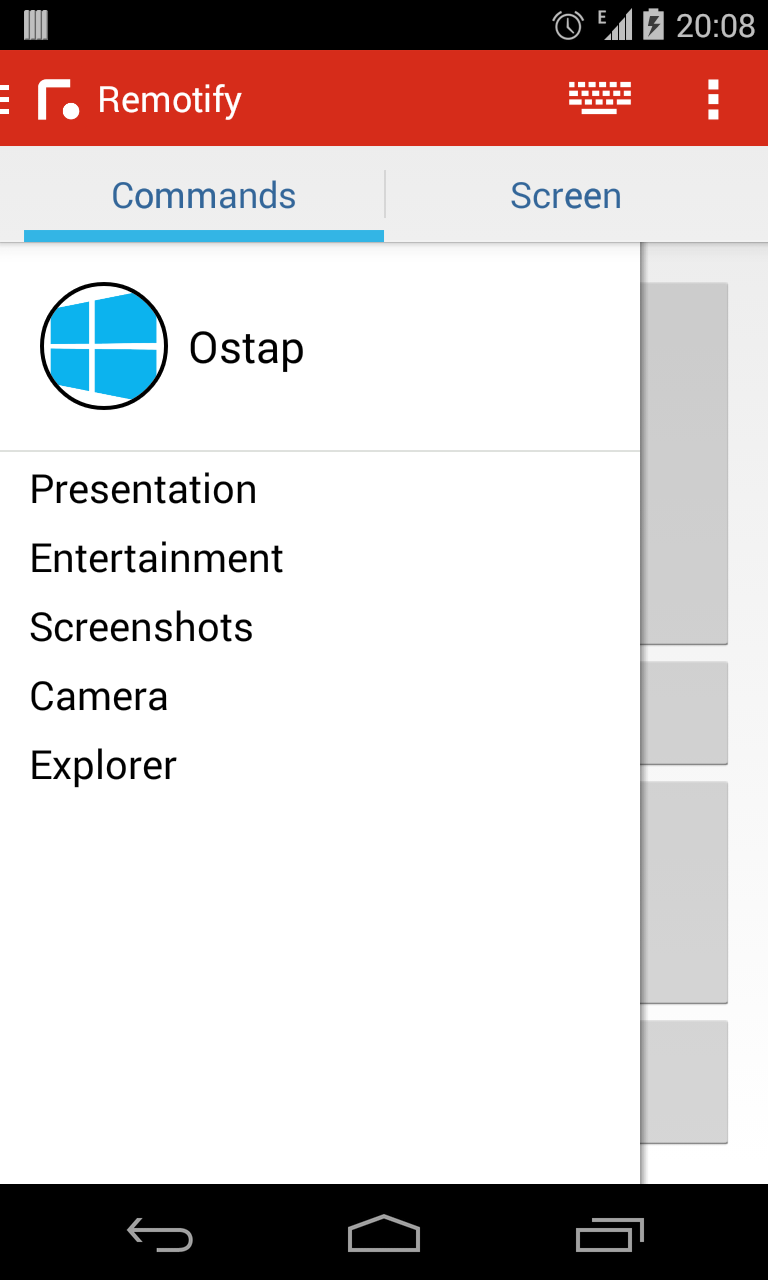 E 20:08
Remotify
Commands Screen
Ostap
Presentation
Entertainment
Screenshots
Camera
Explorer